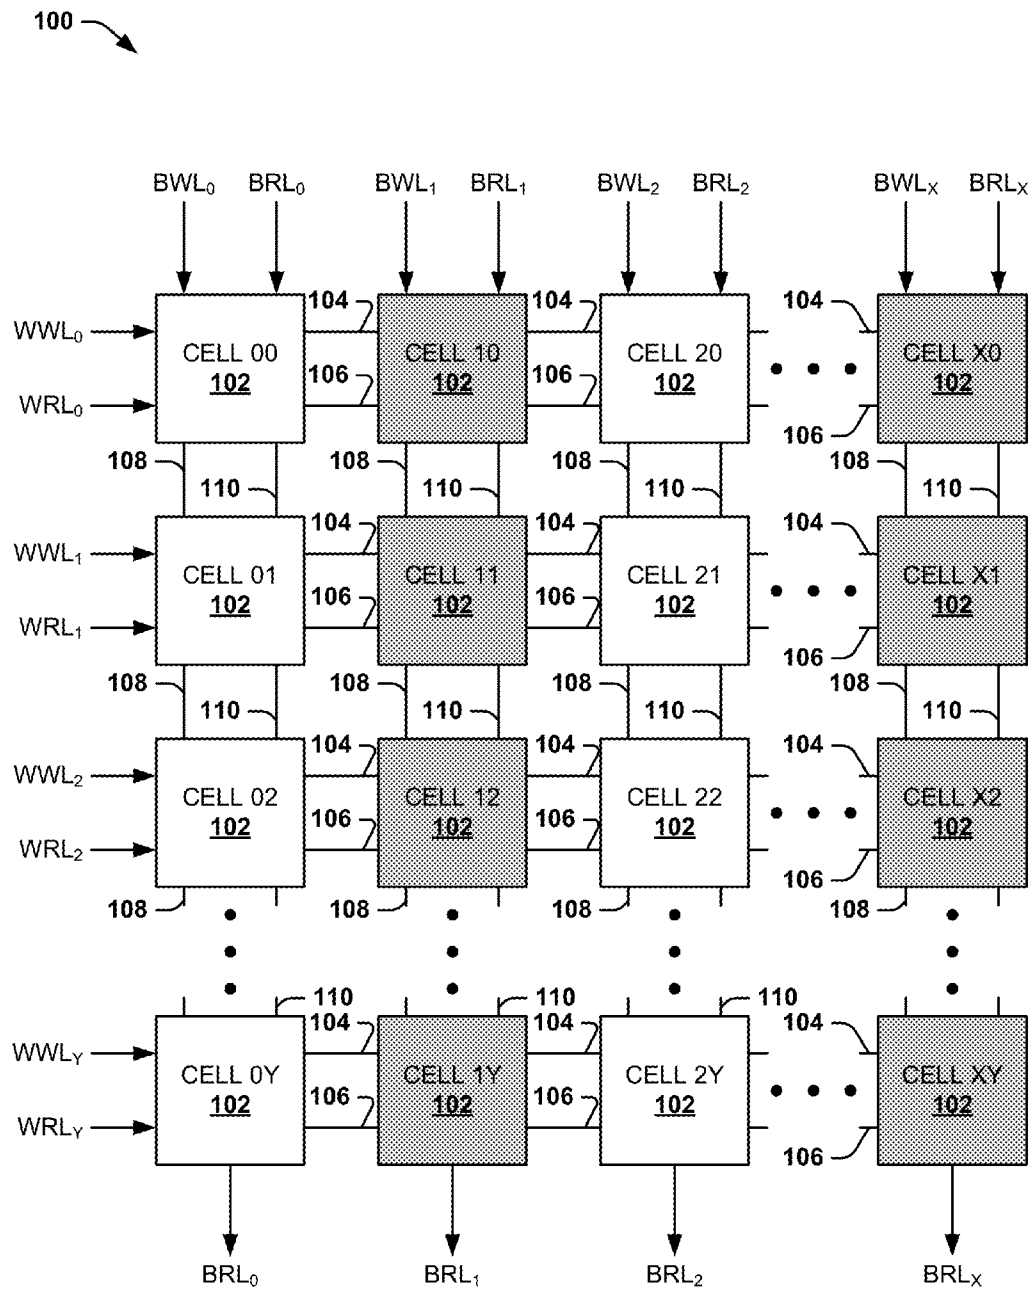 100
BWL₀ BRL₀ BWL₁ BRL₁ BWL₂ BRL₂ BWLX BRLX
104 104 104
WWL₀
CELL 00 CELL 10 CELL 20 CELL X0
106 106
102 102 102 102
WRL₀
106
108 108 108 108
110 110 110 110
104 104 104
WWL₁
CELL 01 CELL 11 CELL 21 CELL X1
106 106
102 102 102 102
WRL₁
106
108 108 108 108
110 110 110 110
104 104 104
WWL₂
CELL 02 CELL 12 CELL 22 CELL X2
106 106
102 102 102 102
WRL₂
106
108 108 108 108
110 110 110
104 104 104
WWLY
CELL 0Y CELL 1Y CELL 2Y CELL XY
106 106
102 102 102 102
WRLY
106
BRL₀ BRL₁ BRL₂ BRLX